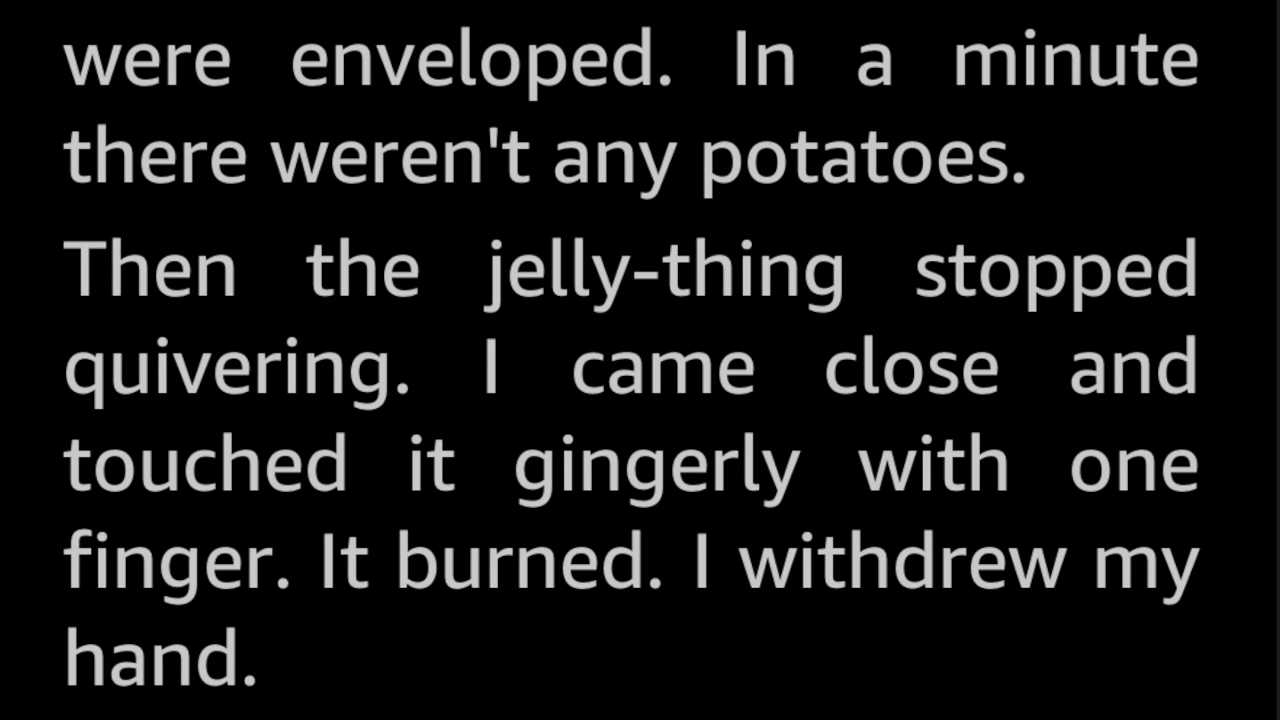 were enveloped. In a minute
there weren't any potatoes.
Then the jelly-thing stopped
quivering. I came close and
touched it gingerly with one
finger. It burned. I withdrew my
hand.